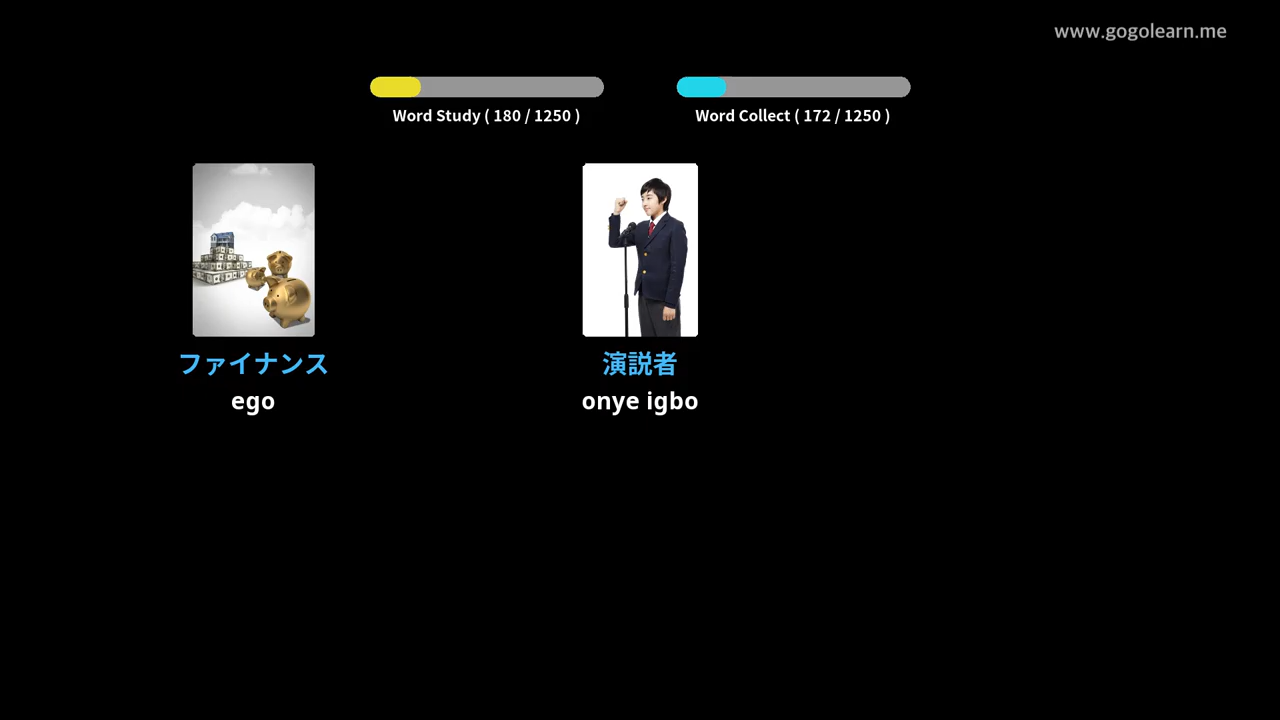 www.gogolearn.me
Word Study ( 180 / 1250 )
Word Collect ( 172 / 1250 )
ファイナンス
ego
演説者
onye igbo